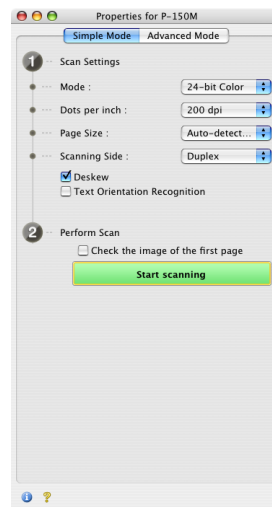 Properties for P-150M
Simple Mode Advanced Mode
1 Scan Settings
Mode : 24-bit Color
Dots per inch : 200 dpi
Page Size : Auto-detect...
Scanning Side : Duplex
Deskew
Text Orientation Recognition
2 Perform Scan
Check the image of the first page
Start scanning